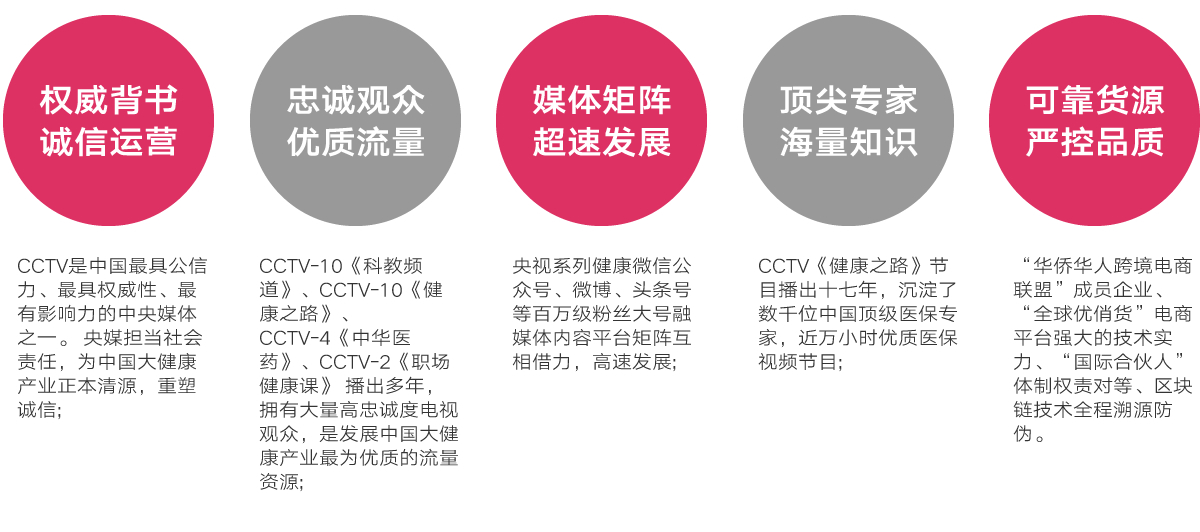 权威背书
诚信运营
CCTV是中国最具公信
力、最具权威性、最
有影响力的中央媒体
之一。央媒担当社会
责任，为中国大健康
产业正本清源，重塑
诚信;
忠诚观众
优质流量
CCTV-10《科教频
道》、CCTV-10《健
康之路》、
CCTV-4《中华医
药》、CCTV-2《职场
健康课》 播出多年，
拥有大量高忠诚度电视
观众，是发展中国大健
康产业最为优质的流量
资源;
媒体矩阵
超速发展
央视系列健康微信公
众号、微博、头条号
等百万级粉丝大号融
媒体内容平台矩阵互
相借力，高速发展;
顶尖专家
海量知识
CCTV《健康之路》节
目播出十七年，沉淀了
数千位中国顶级医保专
家，近万小时优质医保
视频节目;
可靠货源
严控品质
“华侨华人跨境电商
联盟”成员企业、
“全球优俏货”电商
平台强大的技术实
力、“国际合伙人”
体制权责对等、区块
链技术全程溯源防
伪。